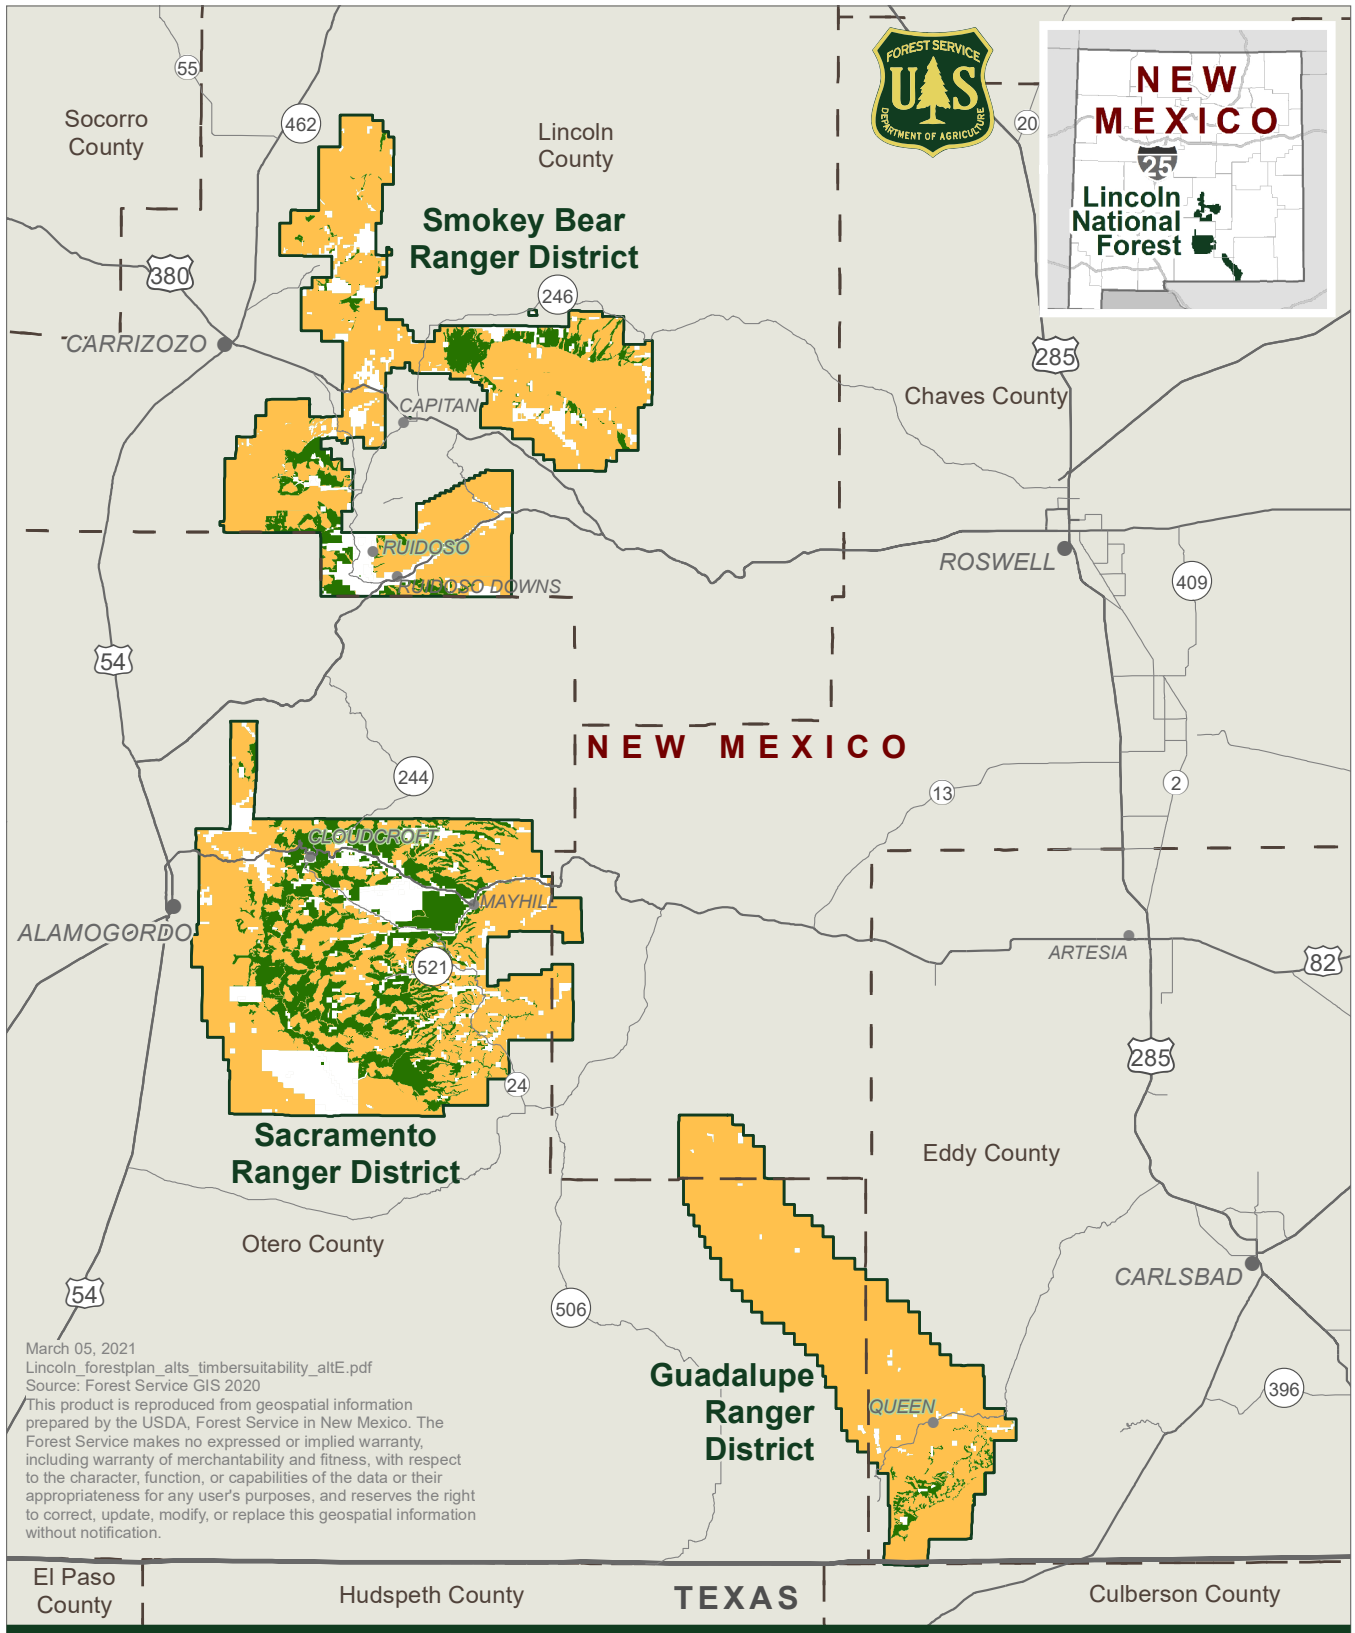 55
Socorro
County
462
Lincoln
County
FOREST SERVICE
U S
DEPARTMENT OF AGRICULTURE
20
NEW
MEXICO
25
Lincoln
National
Forest
Smokey Bear
Ranger District
380
246
CARRIZOZO
285
Chaves County
CAPITAN
RUIDOSO
RUIDOSO DOWNS
ROSWELL
409
54
NEW MEXICO
244
13
2
CLOUDCROFT
MAYHILL
ALAMOGORDO
521
ARTESIA
82
285
24
Sacramento
Ranger District
Eddy County
Otero County
CARLSBAD
54
506
March 05, 2021
Lincoln_forestplan_alts_timbersuitability_altE.pdf
Source: Forest Service GIS 2020
This product is reproduced from geospatial information
prepared by the USDA, Forest Service in New Mexico. The
Forest Service makes no expressed or implied warranty,
including warranty of merchantability and fitness, with respect
to the character, function, or capabilities of the data or their
appropriateness for any user's purposes, and reserves the right
to correct, update, modify, or replace this geospatial information
without notification.
Guadalupe
Ranger
District
QUEEN
396
El Paso
County
Hudspeth County
TEXAS
Culberson County